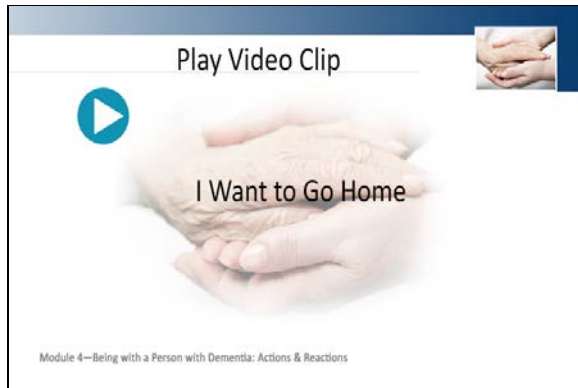 Play Video Clip
I Want to Go Home
Module 4—Being with a Person with Dementia: Actions & Reactions